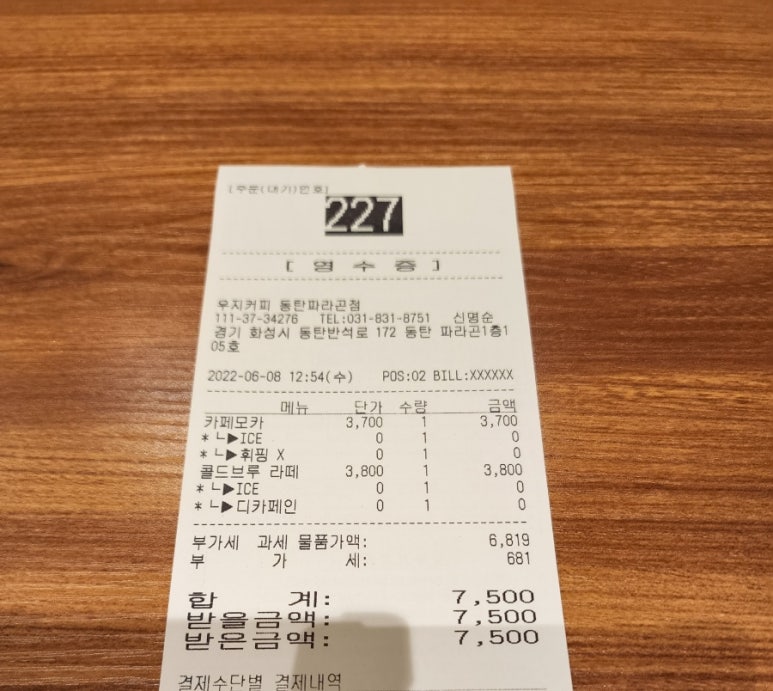 [주문(대기)번호]
227
[ 영 수 증 ]
우지커피 동탄파라곤점
111-37-34276 TEL:031-831-8751 신명순
경기 화성시 동탄반석로 172 동탄 파라곤1층1
05호
2022-06-08 12:54(수) POS:02 BILL:XXXXXX
메뉴 단가 수량 금액
카페모카 3,700 1 3,700
* └▶ICE 0 1 0
* └▶휘핑 X 0 1 0
콜드브루 라떼 3,800 1 3,800
* └▶ICE 0 1 0
* └▶디카페인 0 1 0
부가세 과세 물품가액: 6,819
부 가 세: 681
합 계: 7,500
받을금액: 7,500
받은금액: 7,500
결제수단별 결제내역